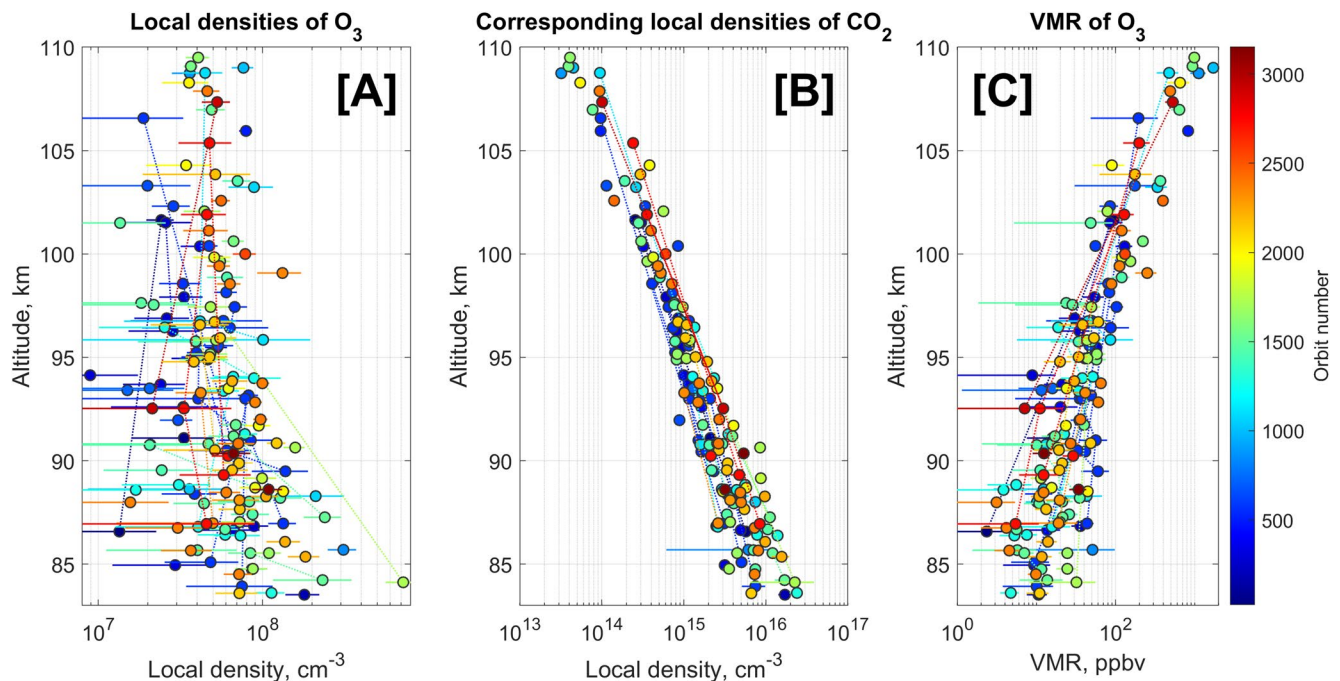 Local densities of O3
Corresponding local densities of CO2
VMR of O3
[A]
[B]
[C]
110
105
100
95
90
85
Altitude, km
10^7
10^8
Local density, cm^-3
110
105
100
95
90
85
Altitude, km
10^13
10^14
10^15
10^16
10^17
Local density, cm^-3
110
105
100
95
90
85
Altitude, km
10^0
10^2
VMR, ppbv
3000
2500
2000
1500
1000
500
Orbit number